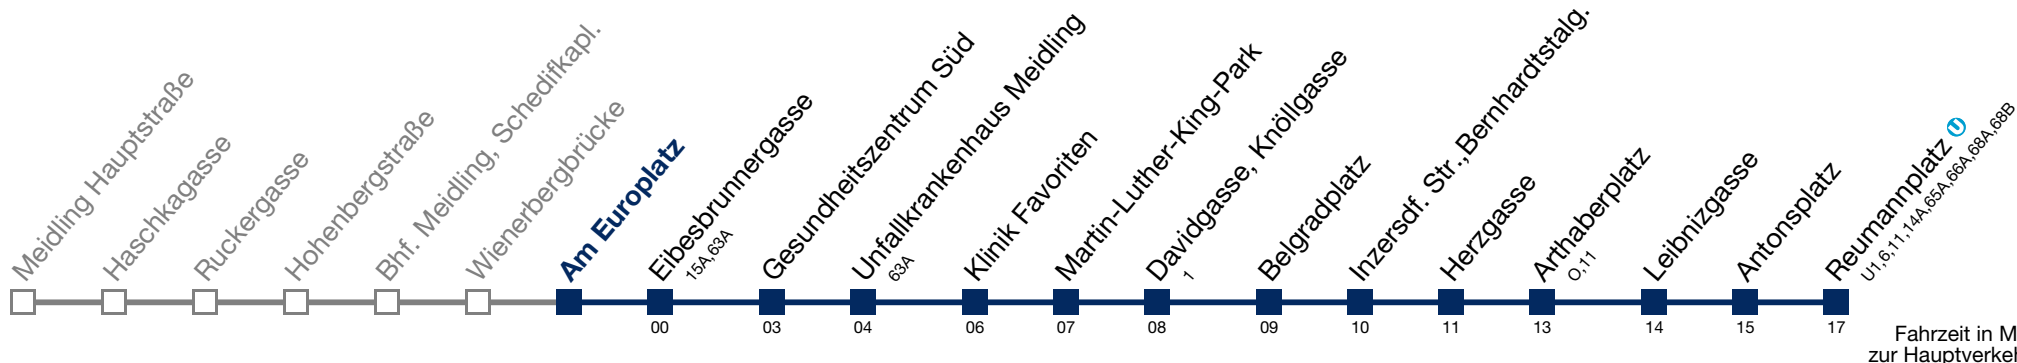 Meidling Hauptstraße
Haschkagasse
Ruckergasse
Hohenbergstraße
Bhf. Meidling, Schedifkapl.
Wienerbergbrücke
Am Europlatz
Eibesbrunnergasse
15A,63A
Gesundheitszentrum Süd
Unfallkrankenhaus Meidling
63A
Klinik Favoriten
Martin-Luther-King-Park
Davidgasse, Knöllgasse
1
Belgradplatz
Inzersdf. Str.,Bernhardtstalg.
Herzgasse
Arthaberplatz
O,11
Leibnizgasse
Antonsplatz
Reumannplatz U
U1,6,11,14A,65A,66A,68A,68B
00 03 04 06 07 08 09 10 11 13 14 15 17
Fahrzeit in M
zur Hauptverkeh